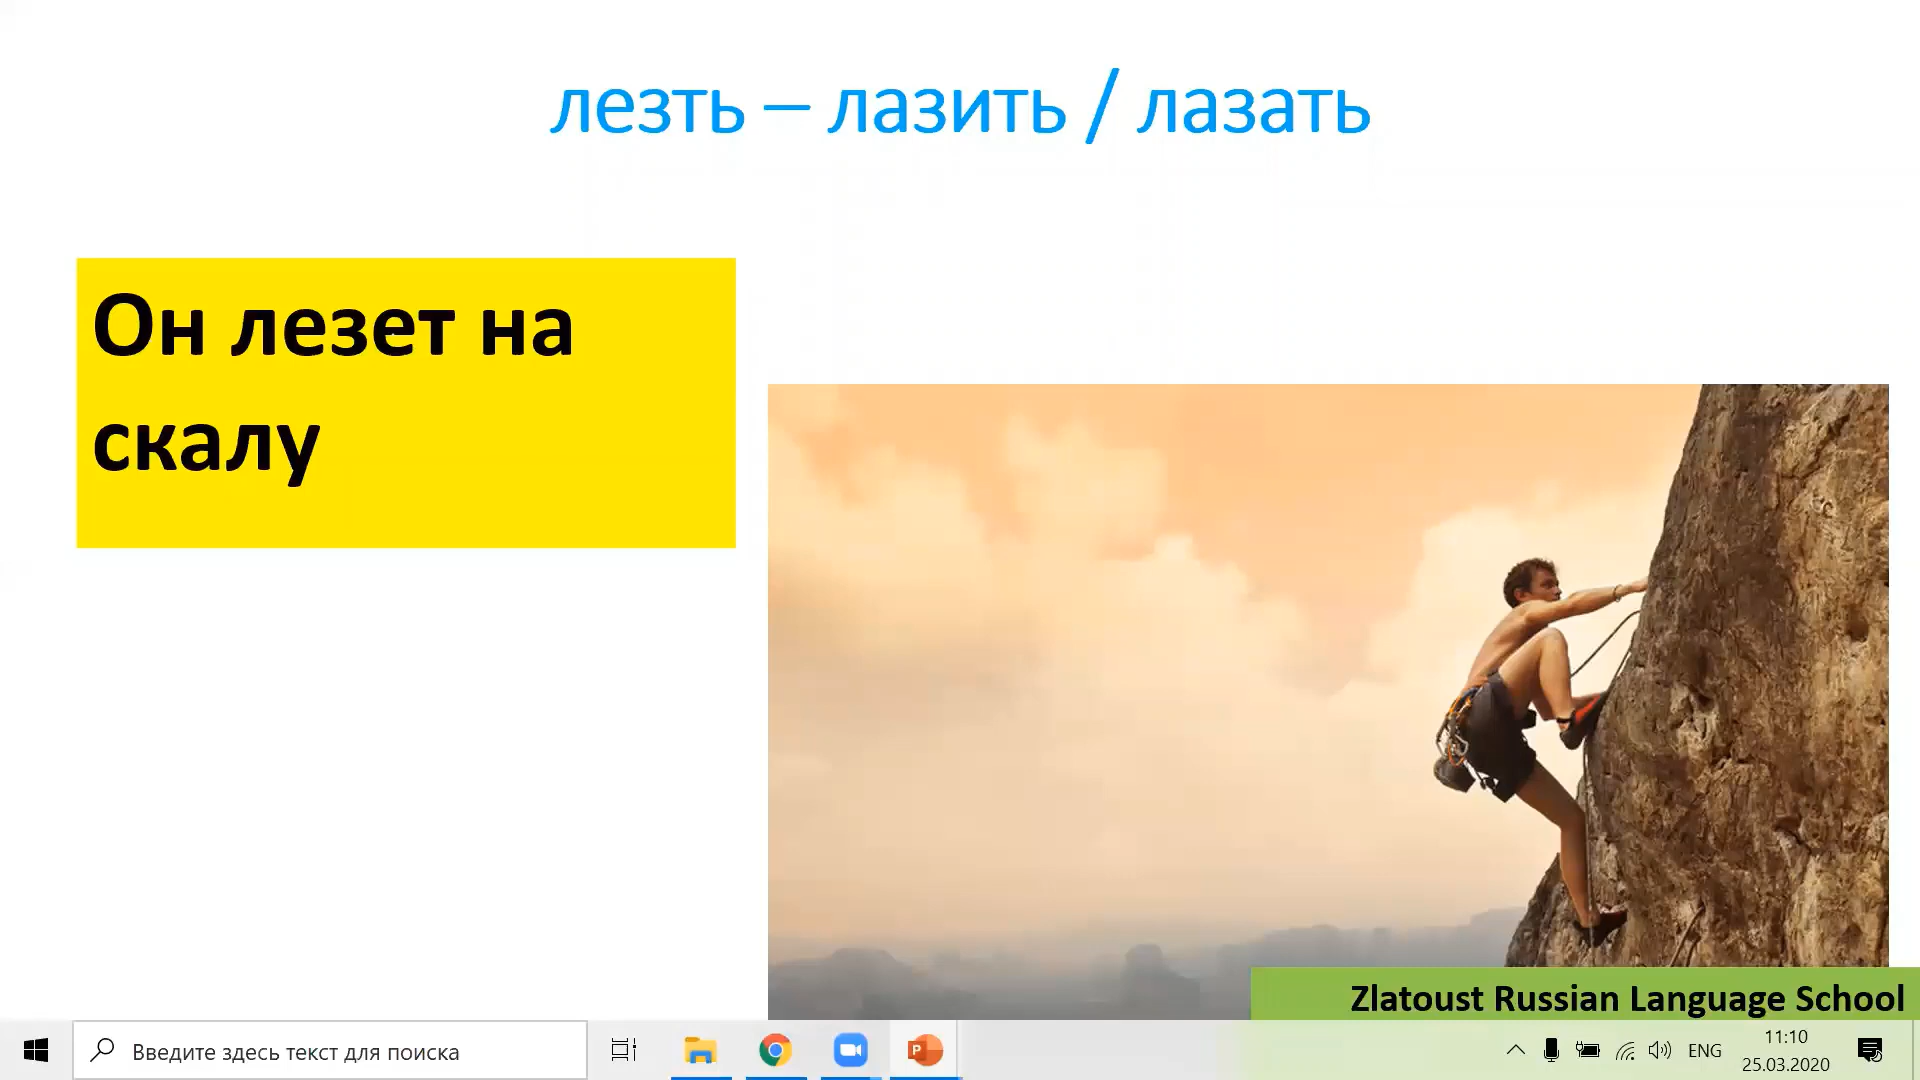 лезть – лазить / лазать
Он лезет на
скалу
Zlatoust Russian Language School
Введите здесь текст для поиска
P
ENG
11:10
25.03.2020